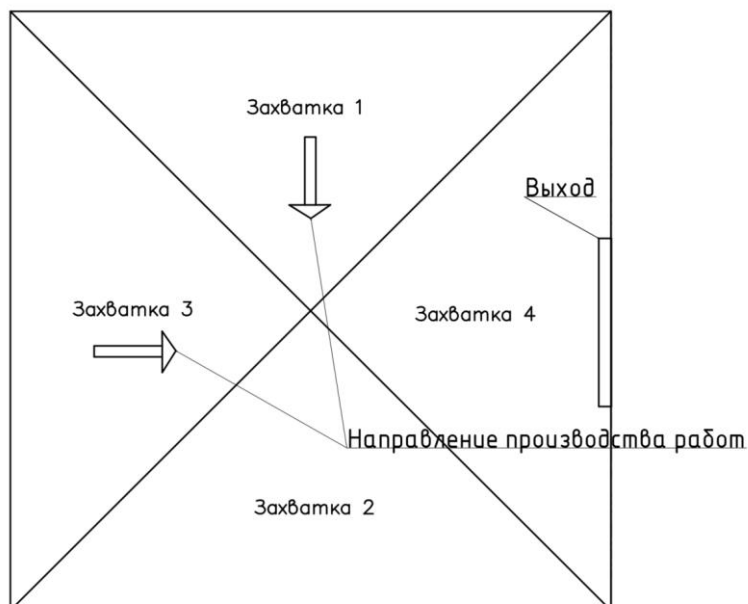 Захватка 1
Выход
Захватка 3
Захватка 4
Направление производства работ
Захватка 2